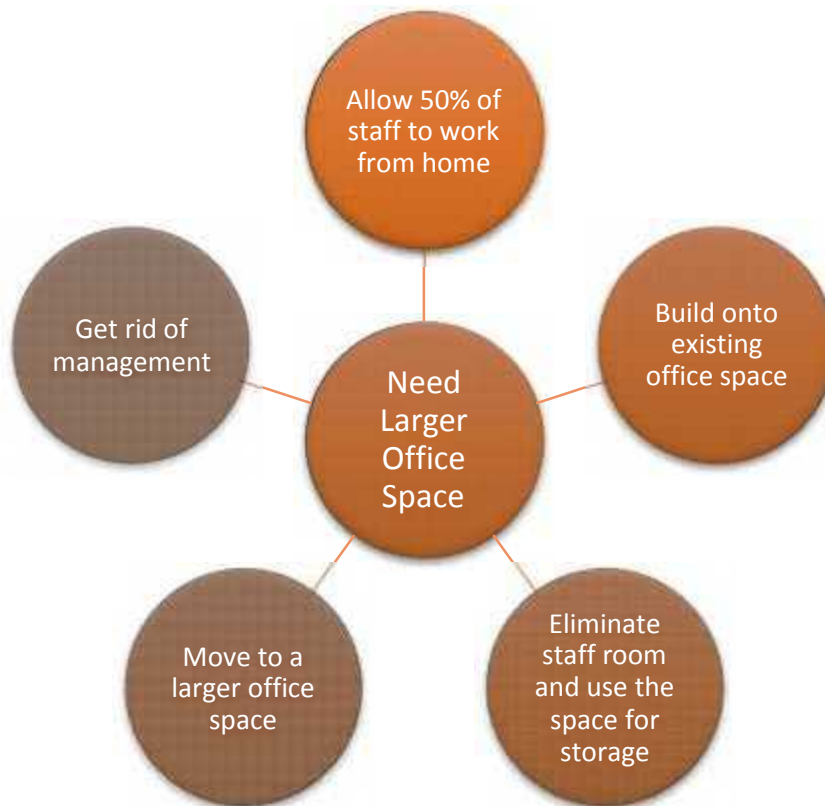 Allow 50% of
staff to work
from home
Build onto
existing
office space
Eliminate
staff room
and use the
space for
storage
Move to a
larger office
space
Get rid of
management
Need
Larger
Office
Space